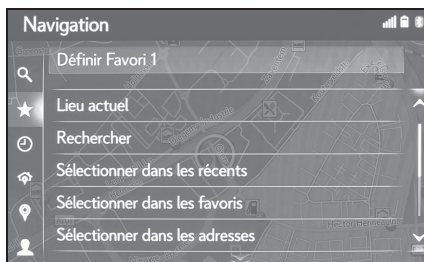 Navigation
Définir Favori 1
Lieu actuel
Rechercher
Sélectionner dans les récents
Sélectionner dans les favoris
Sélectionner dans les adresses